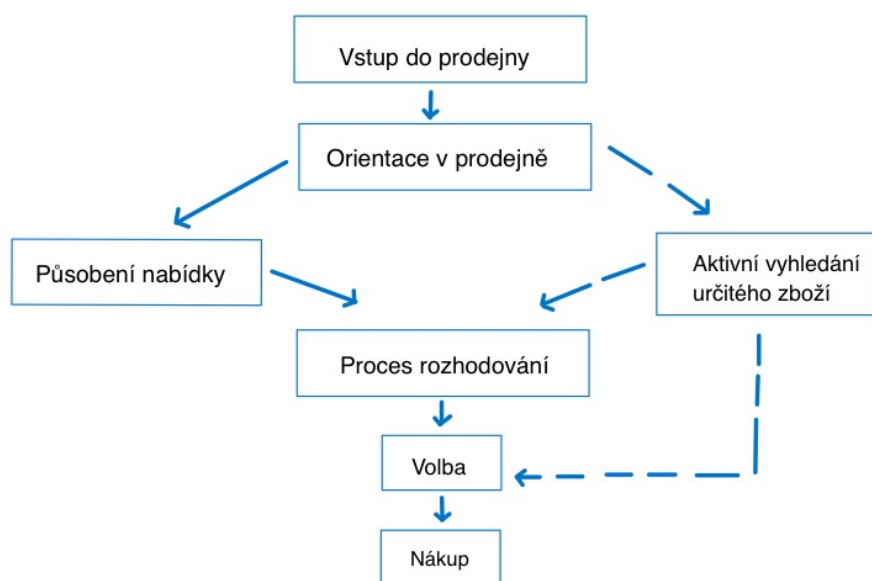 Vstup do prodejny
Orientace v prodejně
Působení nabídky
Aktivní vyhledání
určitého zboží
Proces rozhodování
Volba
Nákup